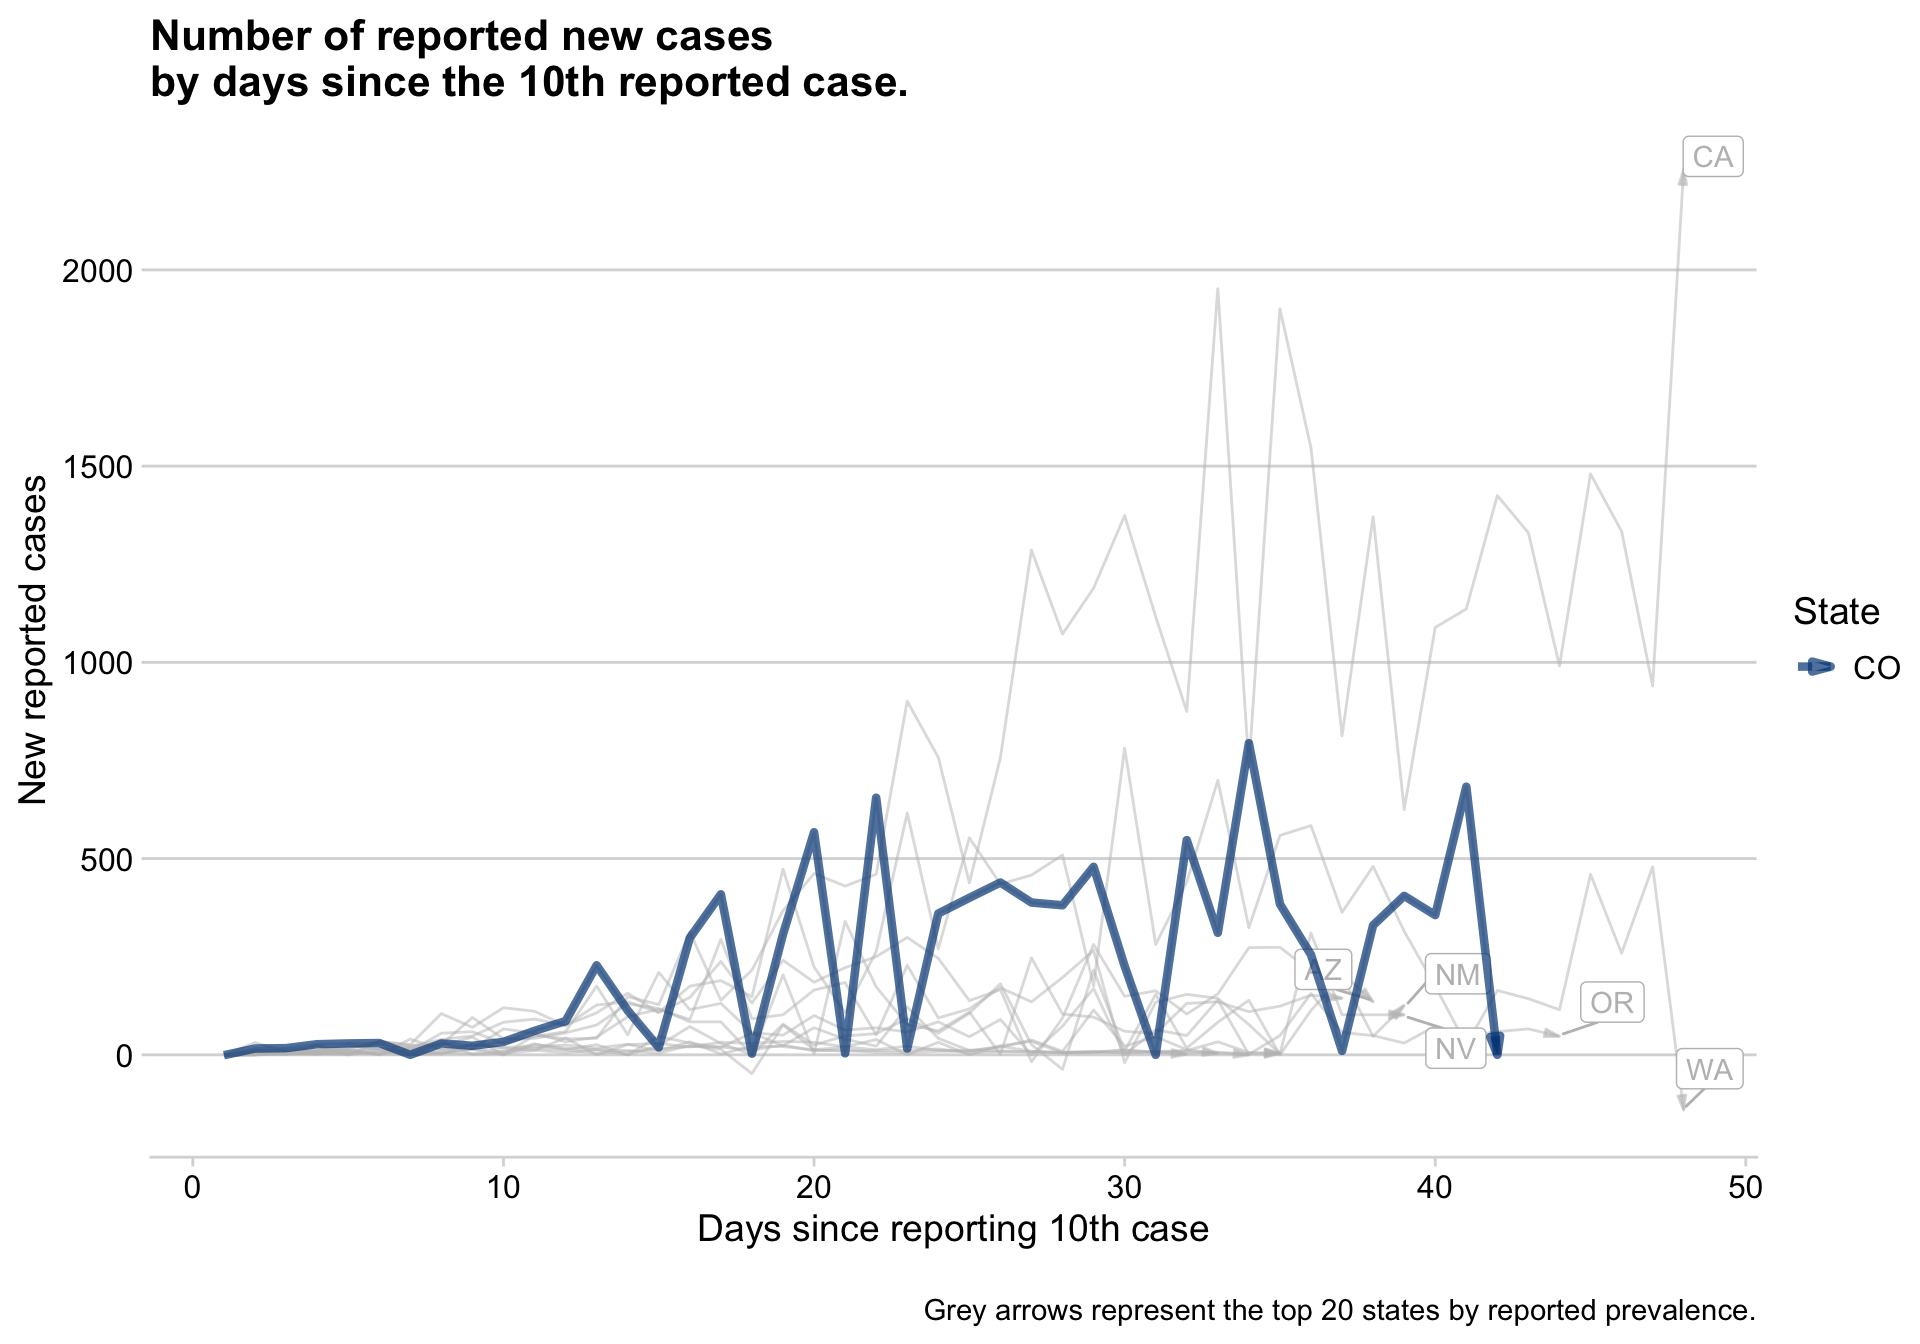 Number of reported new cases
by days since the 10th reported case.
CA
2000
1500
New reported cases
State
1000
CO
500
AZ
NM
OR
NV
0
WA
0 10 20 30 40 50
Days since reporting 10th case
Grey arrows represent the top 20 states by reported prevalence.